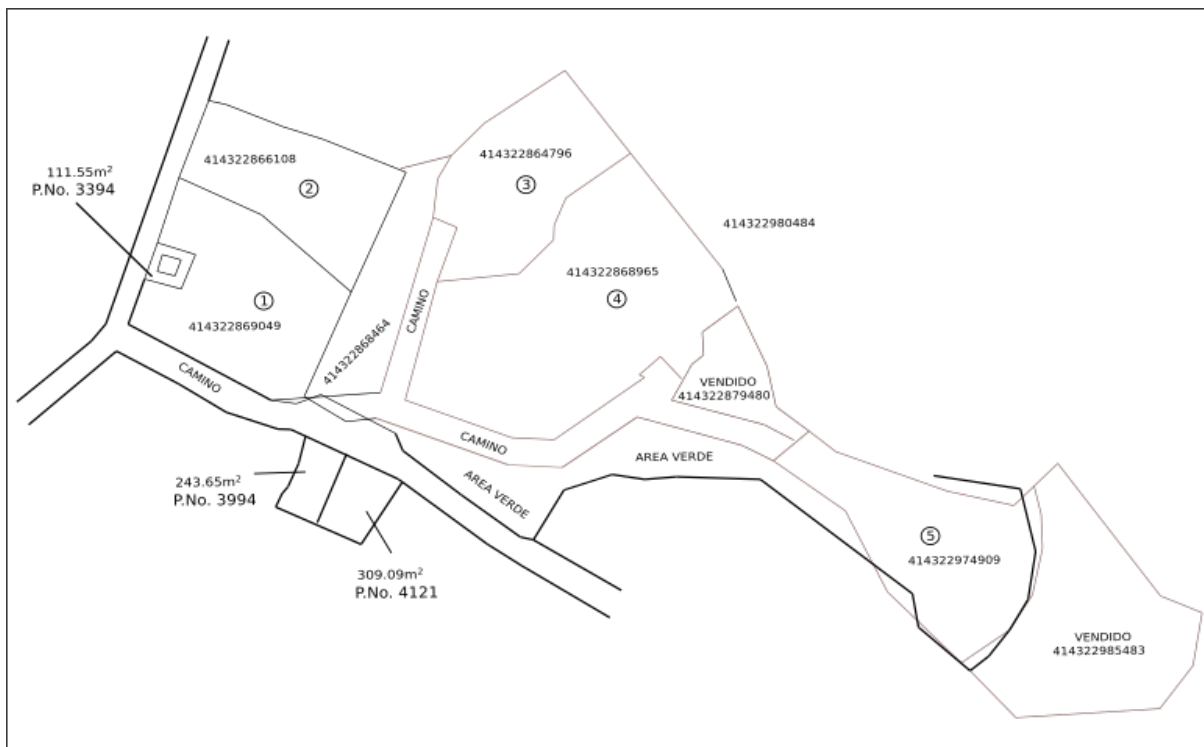 414322864796
3
414322866108
2
111.55m²
P.No. 3394
414322980484
414322868965
4
1
414322869049
CAMINO
414322868464
CAMINO
VENDIDO
414322879480
CAMINO
AREA VERDE
AREA VERDE
243.65m²
P.No. 3994
5
414322974909
309.09m²
P.No. 4121
VENDIDO
414322985483